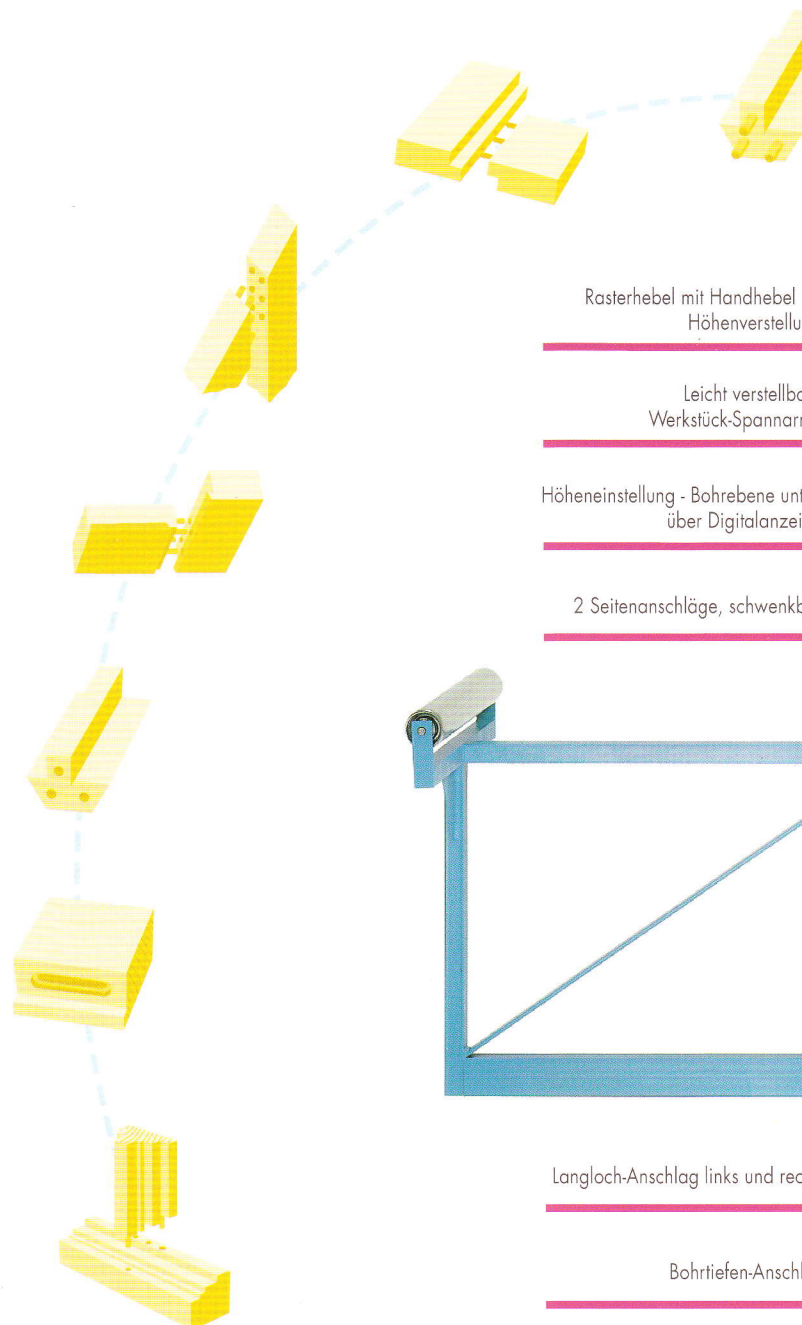 Rasterhebel mit Handhebel
Höhenverstellu
Leicht verstellba
Werkstück-Spannarm
Höheneinstellung - Bohrebene unt
über Digitalanzei
2 Seitenanschläge, schwenkb
Langloch-Anschlag links und rec
Bohrtiefen-Anschl